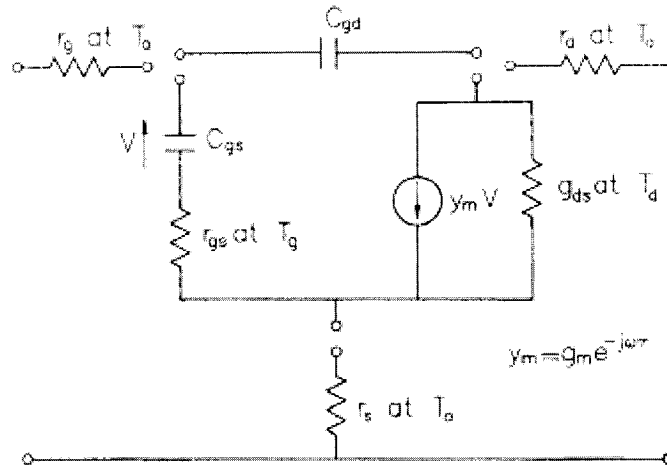 C_gd
r_g at T_a
r_d at T_a
V
C_gs
y_m V
g_ds at T_d
r_gs at T_g
y_m=g_m e^-jωτ
r_s at T_a